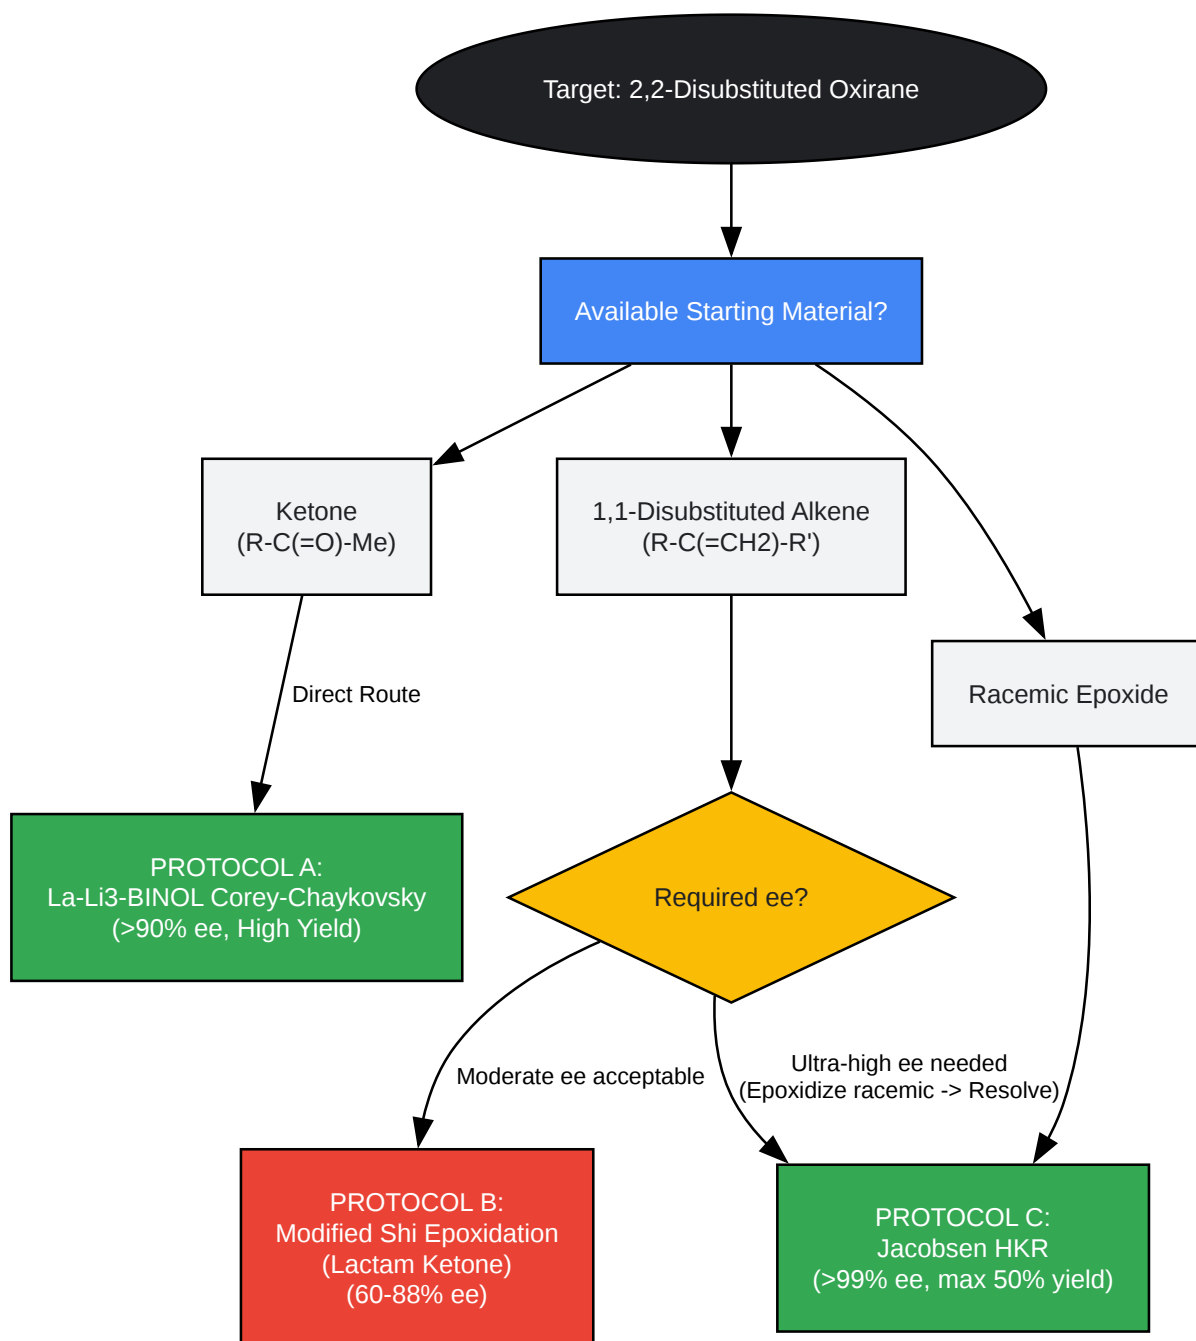 Target: 2,2-Disubstituted Oxirane
Available Starting Material?
Ketone
(R-C(=O)-Me)
1,1-Disubstituted Alkene
(R-C(=CH2)-R')
Racemic Epoxide
Direct Route
PROTOCOL A:
La-Li3-BINOL Corey-Chaykovsky
(>90% ee, High Yield)
Required ee?
Moderate ee acceptable
Ultra-high ee needed
(Epoxidize racemic -> Resolve)
PROTOCOL B:
Modified Shi Epoxidation
(Lactam Ketone)
(60-88% ee)
PROTOCOL C:
Jacobsen HKR
(>99% ee, max 50% yield)